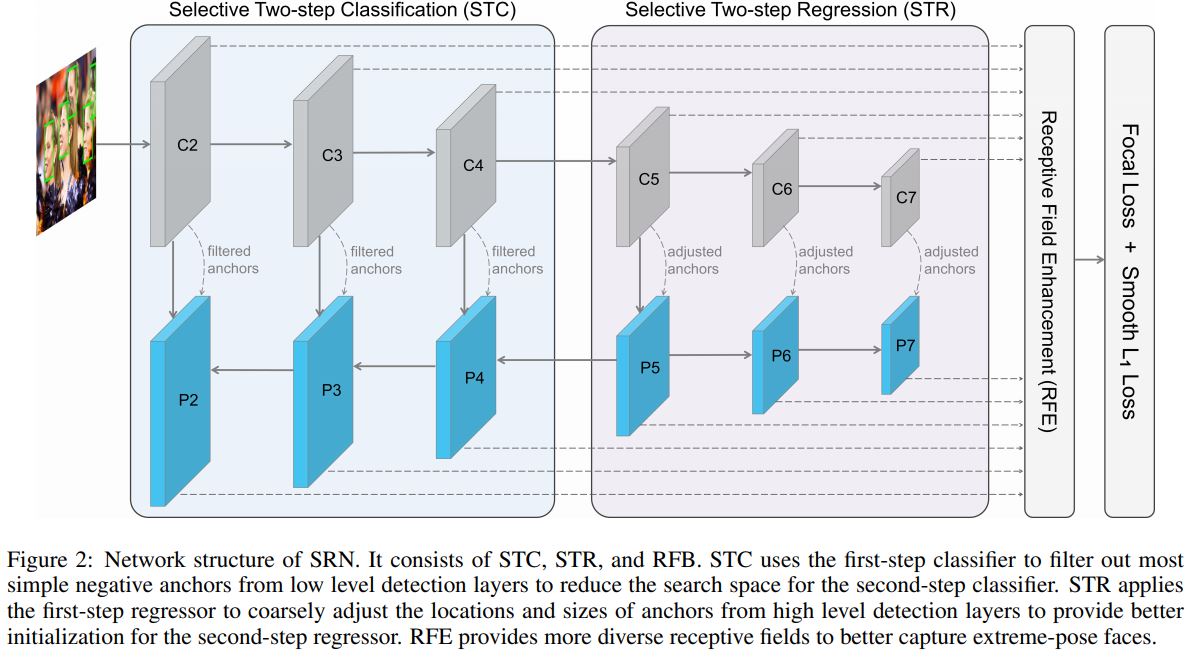 Selective Two-step Classification (STC)
Selective Two-step Regression (STR)
C2
C3
C4
C5
C6
C7
filtered
anchors
filtered
anchors
filtered
anchors
adjusted
anchors
adjusted
anchors
adjusted
anchors
P2
P3
P4
P5
P6
P7
Receptive Field Enhancement (RFE)
Focal Loss + Smooth L1 Loss
Figure 2: Network structure of SRN. It consists of STC, STR, and RFB. STC uses the first-step classifier to filter out most
simple negative anchors from low level detection layers to reduce the search space for the second-step classifier. STR applies
the first-step regressor to coarsely adjust the locations and sizes of anchors from high level detection layers to provide better
initialization for the second-step regressor. RFE provides more diverse receptive fields to better capture extreme-pose faces.